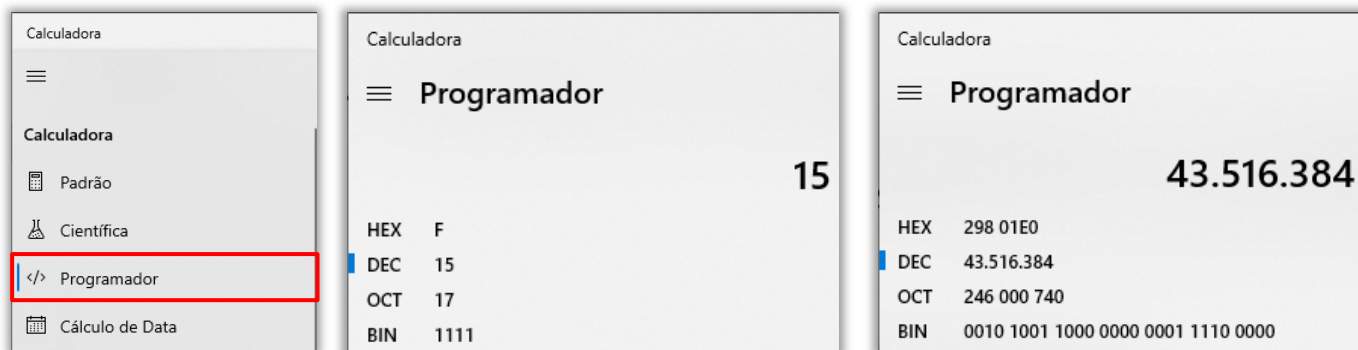 Calculadora
Calculadora
Padrão
Científica
</> Programador
Cálculo de Data
Calculadora
Programador
15
HEX F
DEC 15
OCT 17
BIN 1111
Calculadora
Programador
43.516.384
HEX 298 01E0
DEC 43.516.384
OCT 246 000 740
BIN 0010 1001 1000 0000 0001 1110 0000